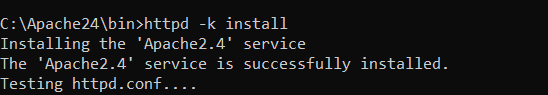 C:\Apache24\bin>httpd -k install
Installing the 'Apache2.4' service
The 'Apache2.4' service is successfully installed.
Testing httpd.conf....